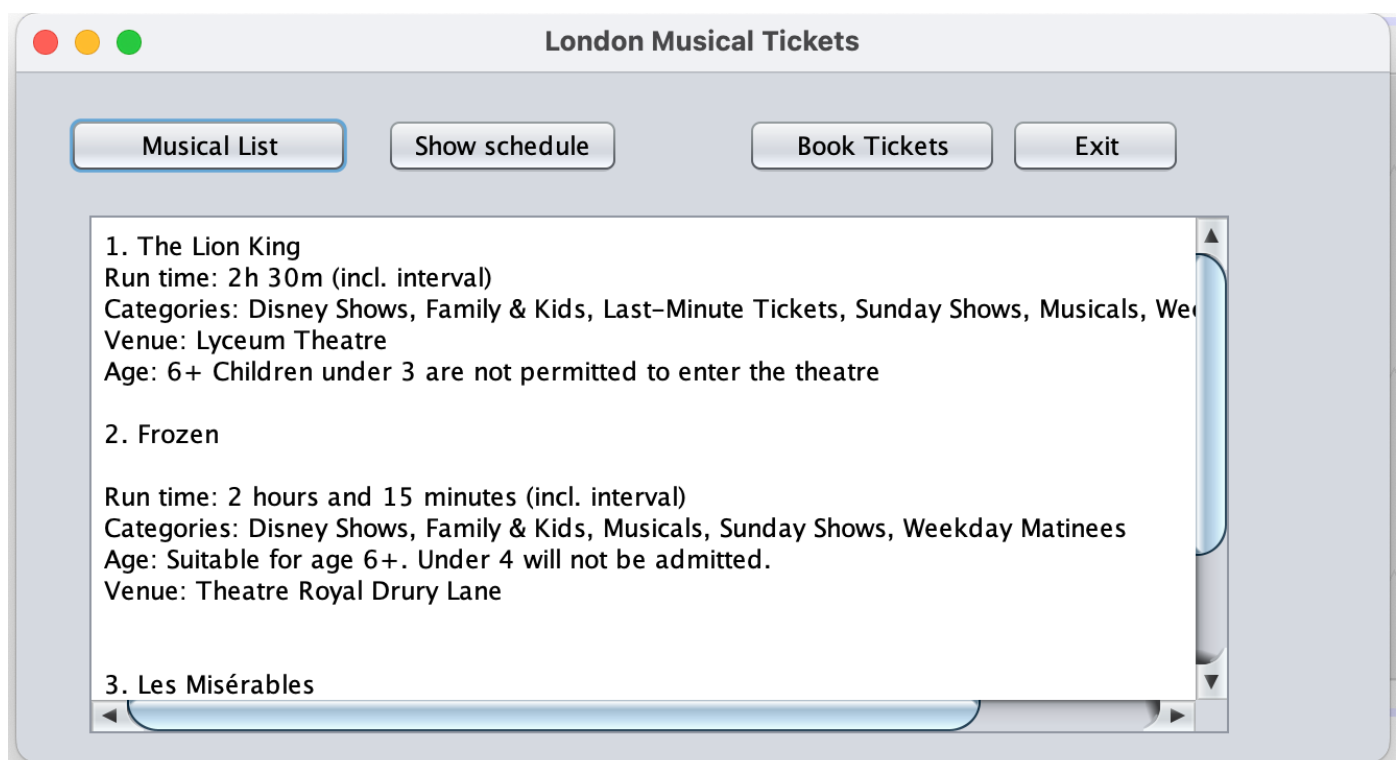 London Musical Tickets
Musical List Show schedule Book Tickets Exit
1. The Lion King
Run time: 2h 30m (incl. interval)
Categories: Disney Shows, Family & Kids, Last-Minute Tickets, Sunday Shows, Musicals,
Venue: Lyceum Theatre
Age: 6+ Children under 3 are not permitted to enter the theatre
2. Frozen
Run time: 2 hours and 15 minutes (incl. interval)
Categories: Disney Shows, Family & Kids, Musicals, Sunday Shows, Weekday Matinees
Age: Suitable for age 6+. Under 4 will not be admitted.
Venue: Theatre Royal Drury Lane
3. Les Misérables